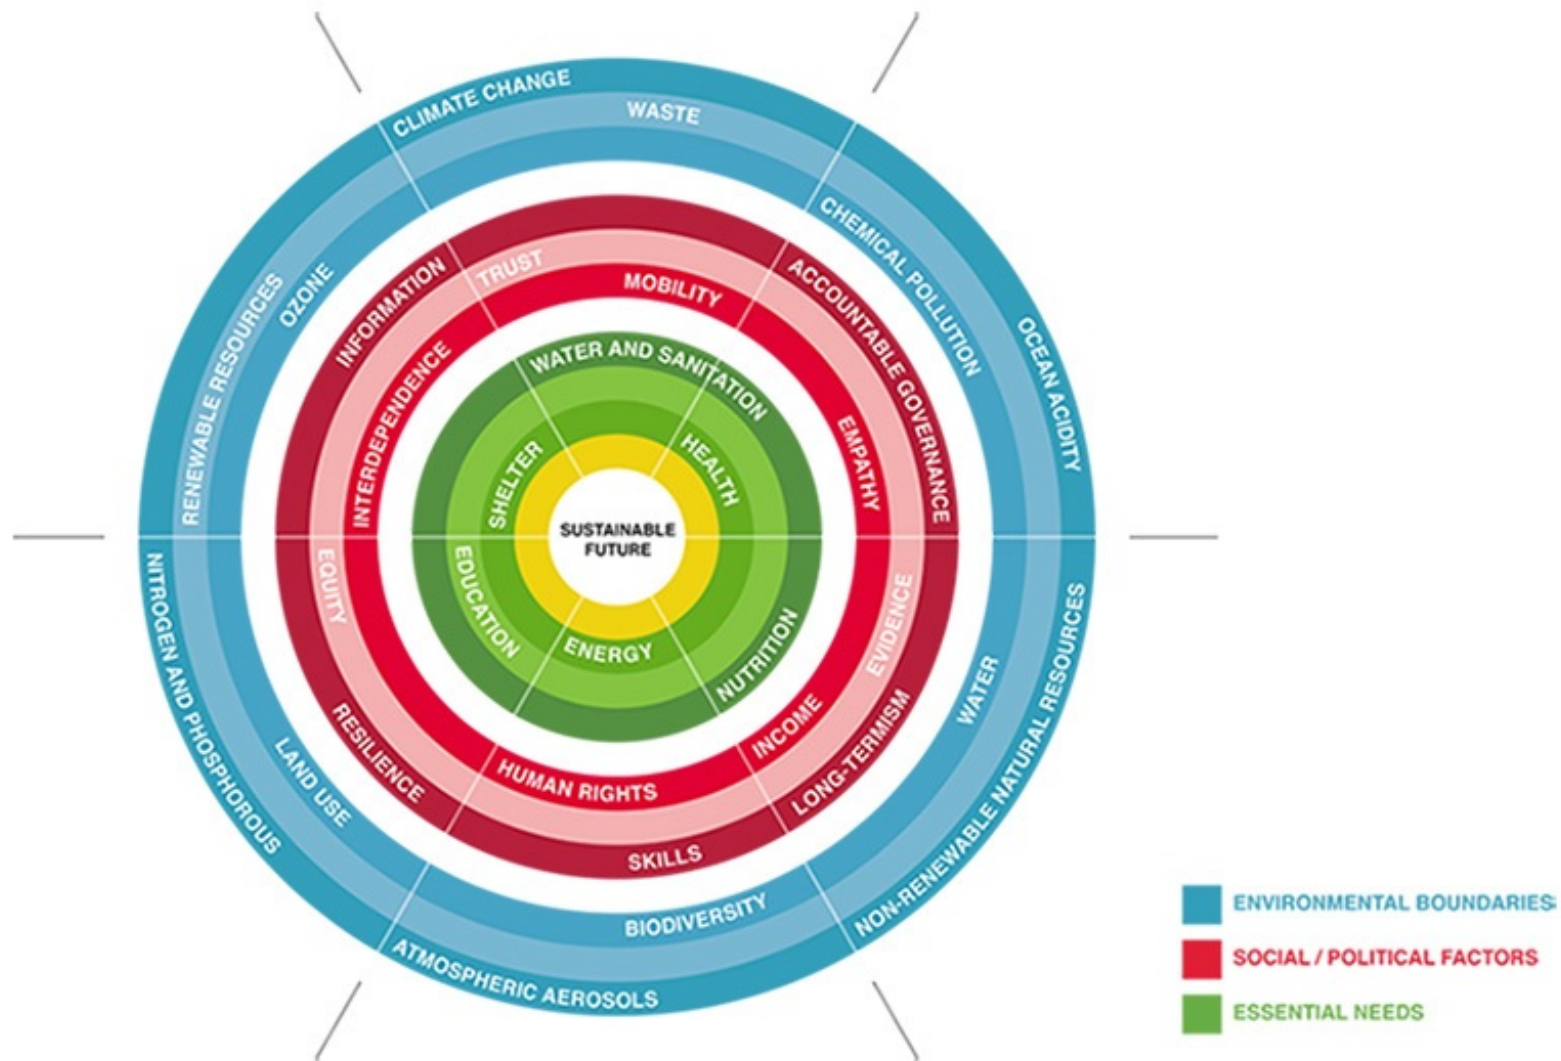 CLIMATE CHANGE
WASTE
CHEMICAL POLLUTION
OCEAN ACIDITY
RENEWABLE RESOURCES
OZONE
INFORMATION
TRUST
MOBILITY
ACCOUNTABLE GOVERNANCE
INTERDEPENDENCE
EMPATHY
WATER AND SANITATION
SHELTER
HEALTH
SUSTAINABLE
FUTURE
EDUCATION
ENERGY
NUTRITION
EQUITY
EVIDENCE
RESILIENCE
HUMAN RIGHTS
INCOME
LONG-TERMISM
SKILLS
NITROGEN AND PHOSPHOROUS
LAND USE
WATER
NON-RENEWABLE NATURAL RESOURCES
BIODIVERSITY
ATMOSPHERIC AEROSOLS
ENVIRONMENTAL BOUNDARIES
SOCIAL / POLITICAL FACTORS
ESSENTIAL NEEDS